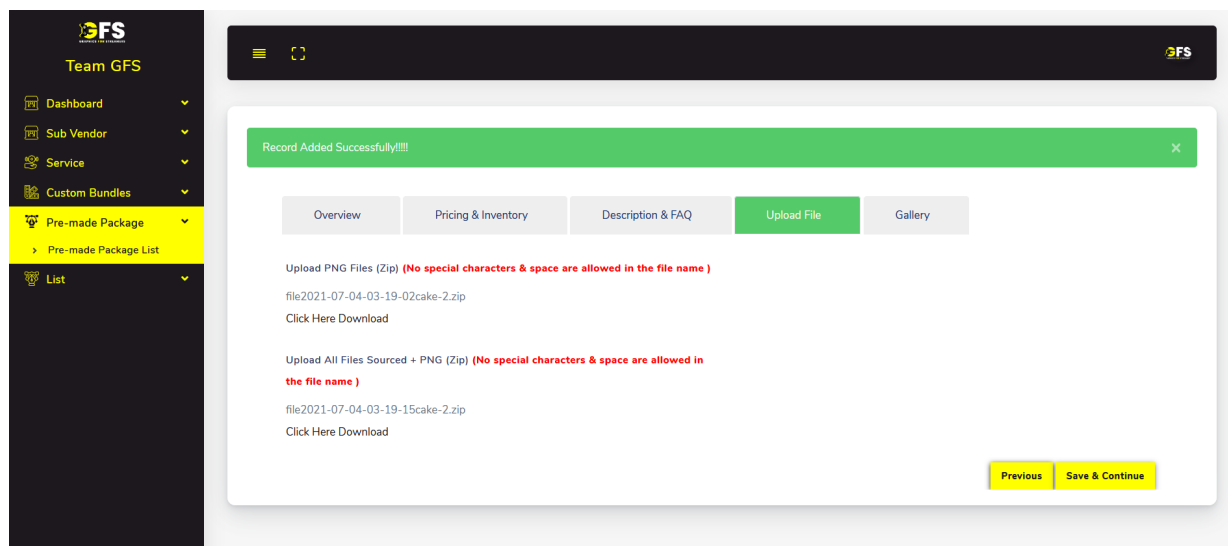 GFS
Team GFS
Dashboard
Sub Vendor
Service
Custom Bundles
Pre-made Package
Pre-made Package List
List
GFS
Record Added Successfully!!!!!
×
Overview Pricing & Inventory Description & FAQ Upload File Gallery
Upload PNG Files (Zip) (No special characters & space are allowed in the file name )
file2021-07-04-03-19-02cake-2.zip
Click Here Download
Upload All Files Sourced + PNG (Zip) (No special characters & space are allowed in
the file name )
file2021-07-04-03-19-15cake-2.zip
Click Here Download
Previous Save & Continue